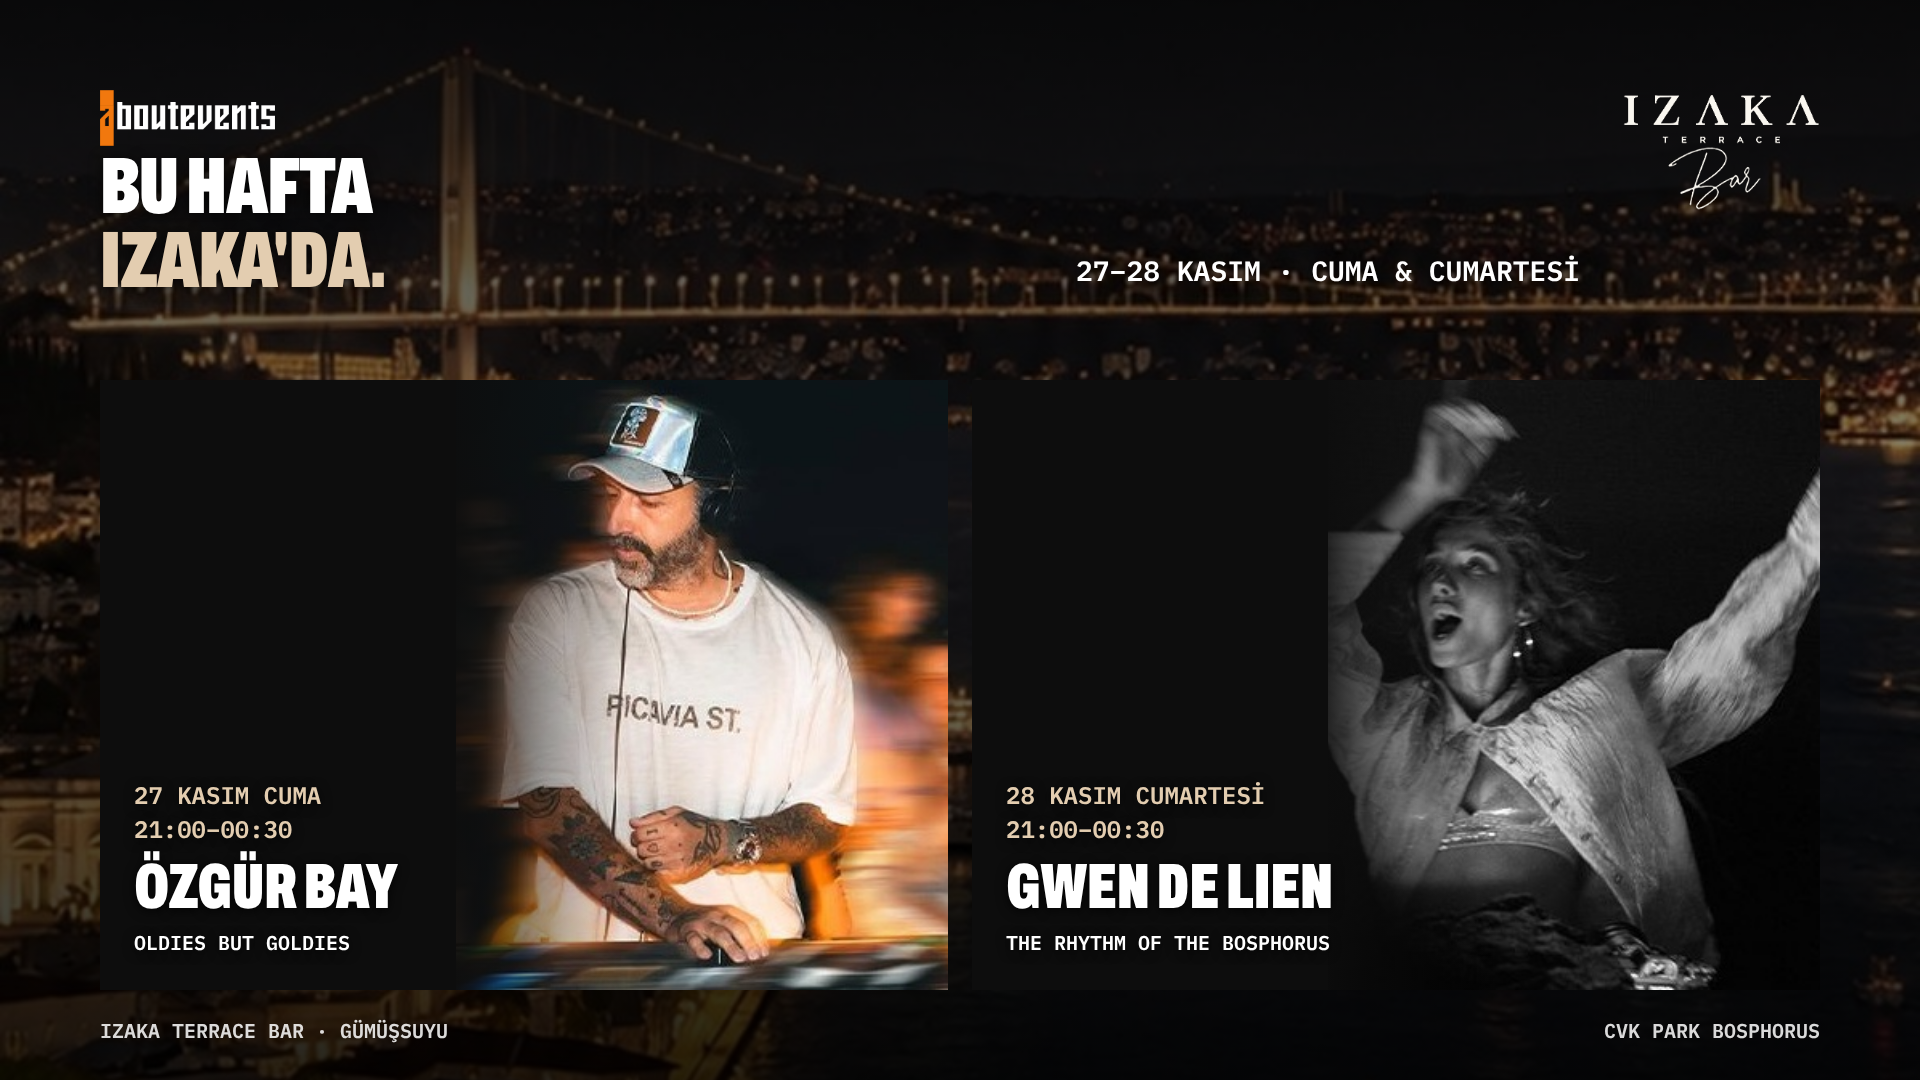 aboutevents
BU HAFTA
IZAKA'DA.
IZAKA
TERRACE
Bar
27–28 KASIM · CUMA & CUMARTESİ
PICAVIA ST.
27 KASIM CUMA
21:00–00:30
ÖZGÜR BAY
OLDIES BUT GOLDIES
28 KASIM CUMARTESİ
21:00–00:30
GWEN DE LIEN
THE RHYTHM OF THE BOSPHORUS
IZAKA TERRACE BAR · GÜMÜŞSUYU
CVK PARK BOSPHORUS